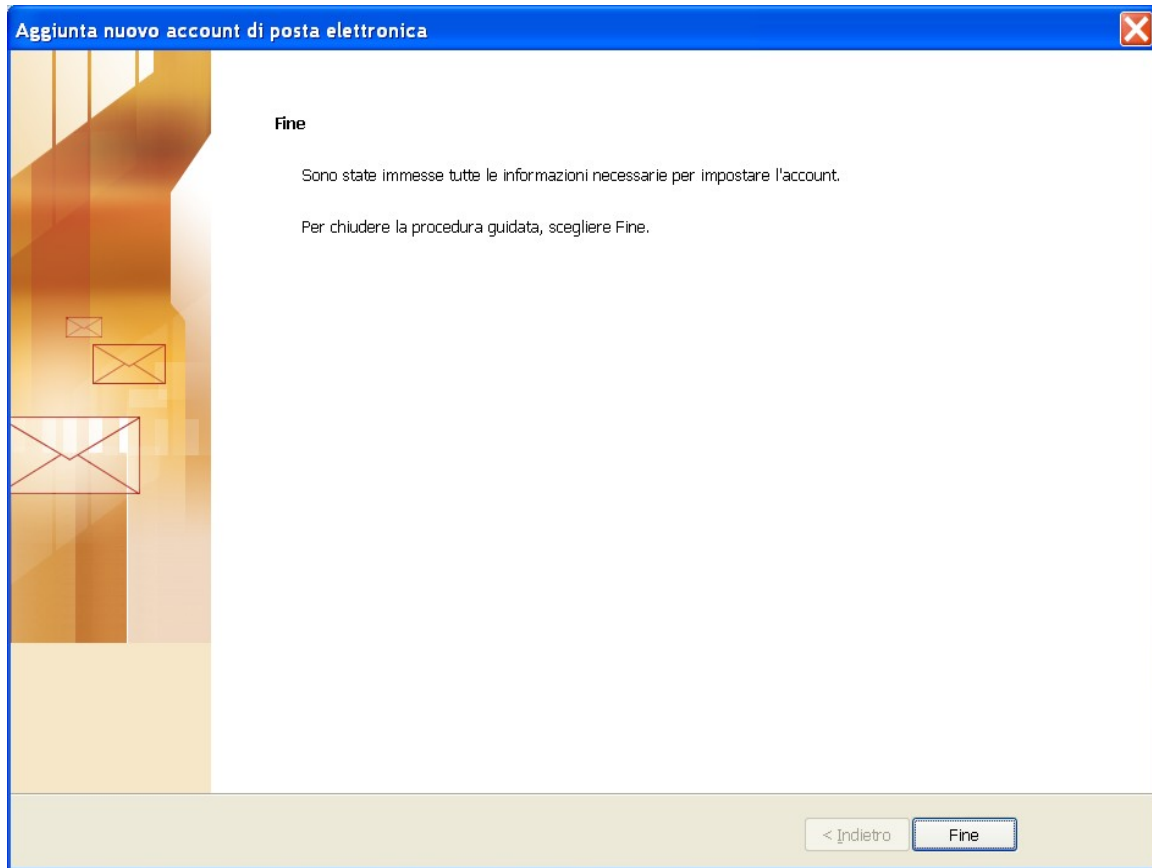 Aggiunta nuovo account di posta elettronica
Fine
Sono state immesse tutte le informazioni necessarie per impostare l'account.
Per chiudere la procedura guidata, scegliere Fine.
< Indietro
Fine